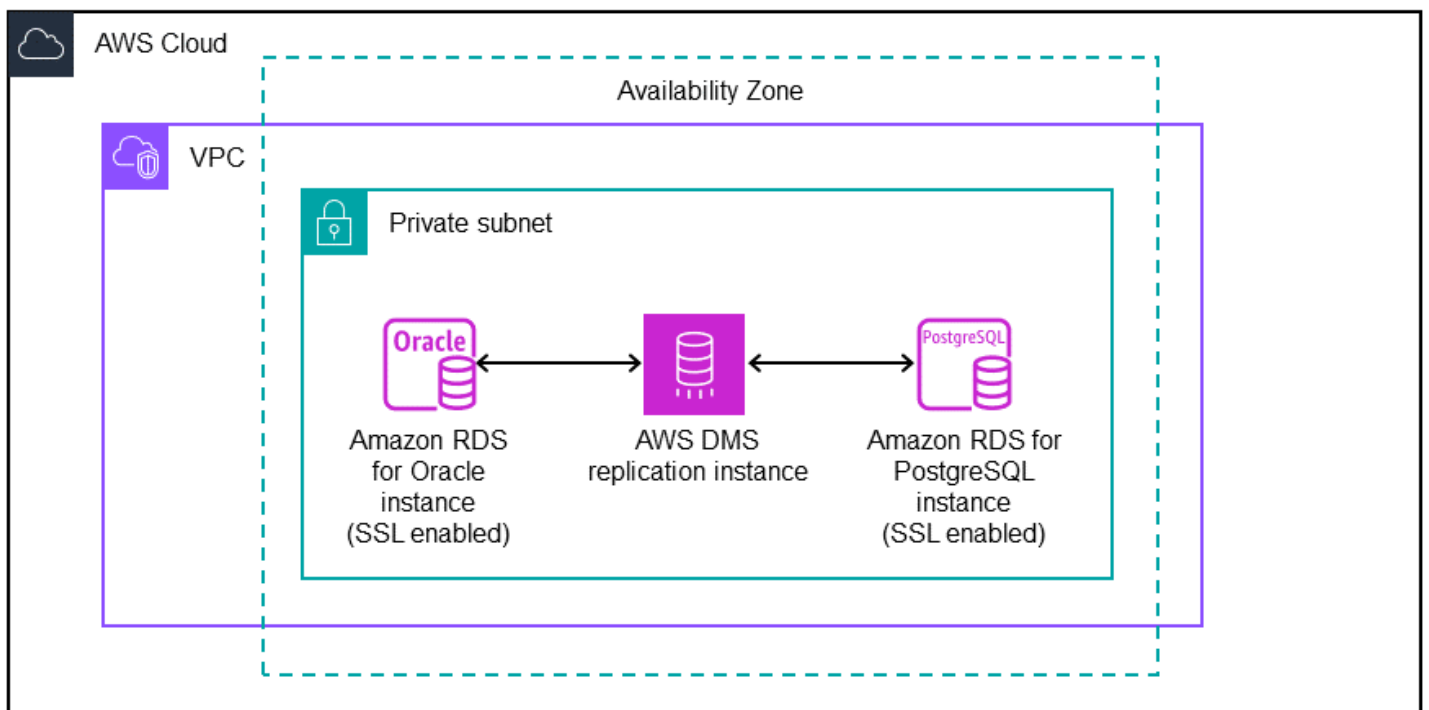 AWS Cloud
Availability Zone
VPC
Private subnet
Oracle
PostgreSQL
Amazon RDS
for Oracle
instance
(SSL enabled)
AWS DMS
replication instance
Amazon RDS for
PostgreSQL
instance
(SSL enabled)